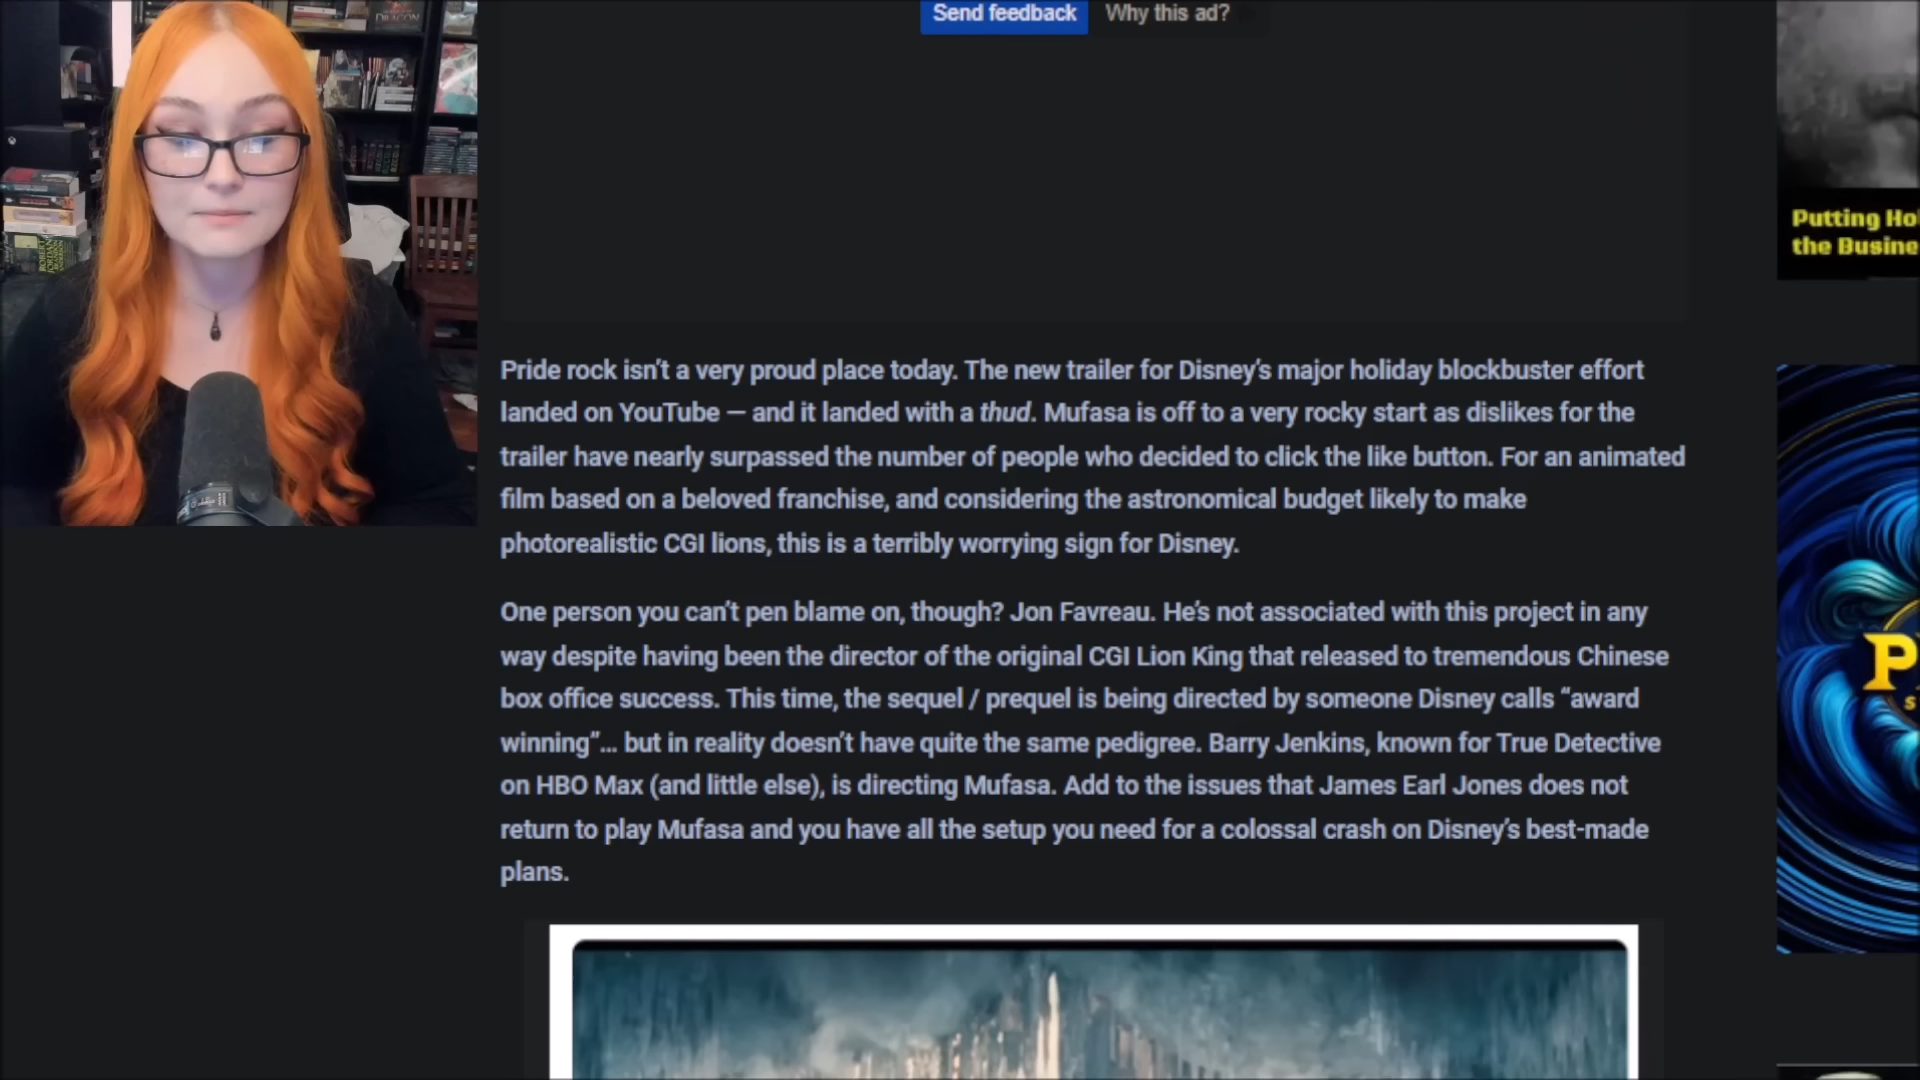 Send feedback Why this ad?
DRAGON
ROBERT
JORDAN
Putting Ho
the Busine
Pride rock isn't a very proud place today. The new trailer for Disney's major holiday blockbuster effort
landed on YouTube — and it landed with a thud. Mufasa is off to a very rocky start as dislikes for the
trailer have nearly surpassed the number of people who decided to click the like button. For an animated
film based on a beloved franchise, and considering the astronomical budget likely to make
photorealistic CGI lions, this is a terribly worrying sign for Disney.
One person you can't pen blame on, though? Jon Favreau. He's not associated with this project in any
way despite having been the director of the original CGI Lion King that released to tremendous Chinese
box office success. This time, the sequel / prequel is being directed by someone Disney calls “award
winning”... but in reality doesn't have quite the same pedigree. Barry Jenkins, known for True Detective
on HBO Max (and little else), is directing Mufasa. Add to the issues that James Earl Jones does not
return to play Mufasa and you have all the setup you need for a colossal crash on Disney's best-made
plans.